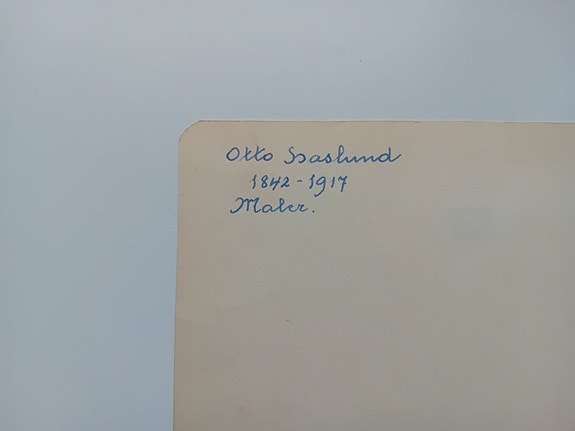 Otto Haslund
1842-1917
Maler.